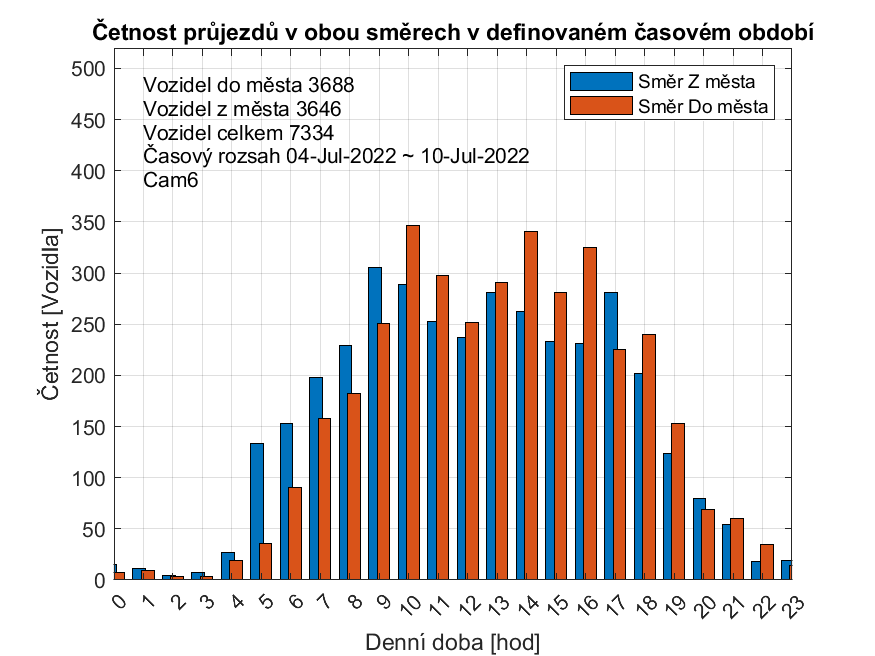 Četnost průjezdů v obou směrech v definovaném časovém období
Vozidel do města 3688
Vozidel z města 3646
Vozidel celkem 7334
Časový rozsah 04-Jul-2022 ~ 10-Jul-2022
Cam6
Směr Z města
Směr Do města
Četnost [Vozidla]
500
450
400
350
300
250
200
150
100
50
0
0 1 2 3 4 5 6 7 8 9 10 11 12 13 14 15 16 17 18 19 20 21 22 23
Denní doba [hod]